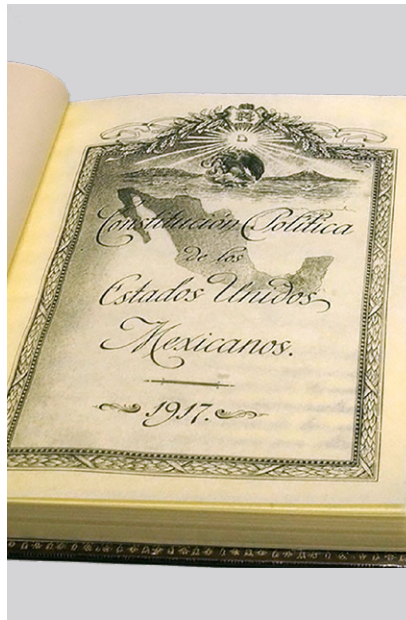 Constitución Política
de los
Estados Unidos
Mexicanos.
1917.